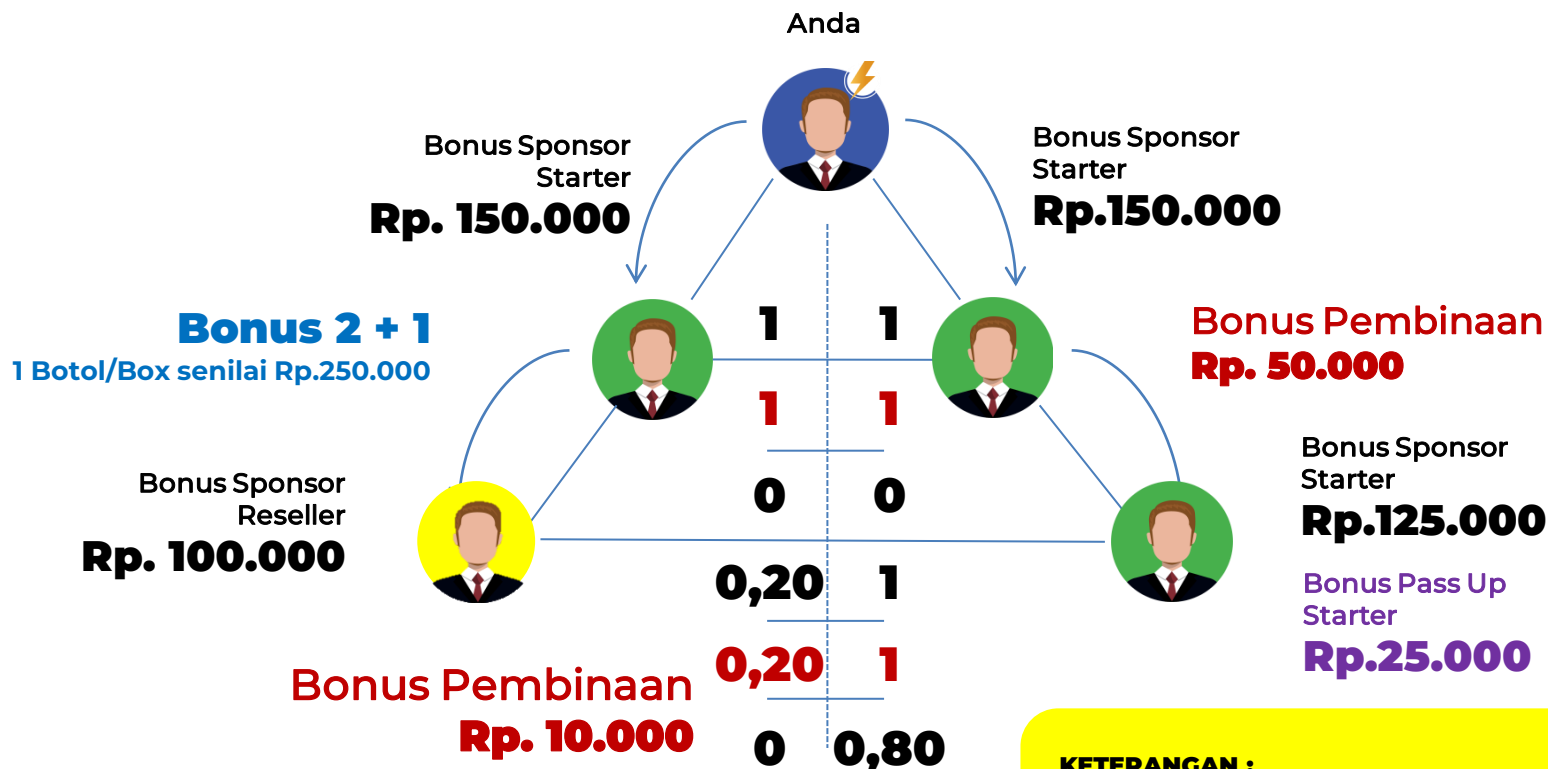 Anda
Bonus Sponsor
Starter
Rp. 150.000
Bonus Sponsor
Starter
Rp.150.000
Bonus 2 + 1
1 Botol/Box senilai Rp.250.000
1 1
Bonus Pembinaan
Rp. 50.000
1 1
Bonus Sponsor
Reseller
Rp. 100.000
0 0
Bonus Sponsor
Starter
Rp.125.000
0,20 1
Bonus Pass Up
Starter
Rp.25.000
0,20 1
Bonus Pembinaan
Rp. 10.000
0 0,80
KETERANGAN :